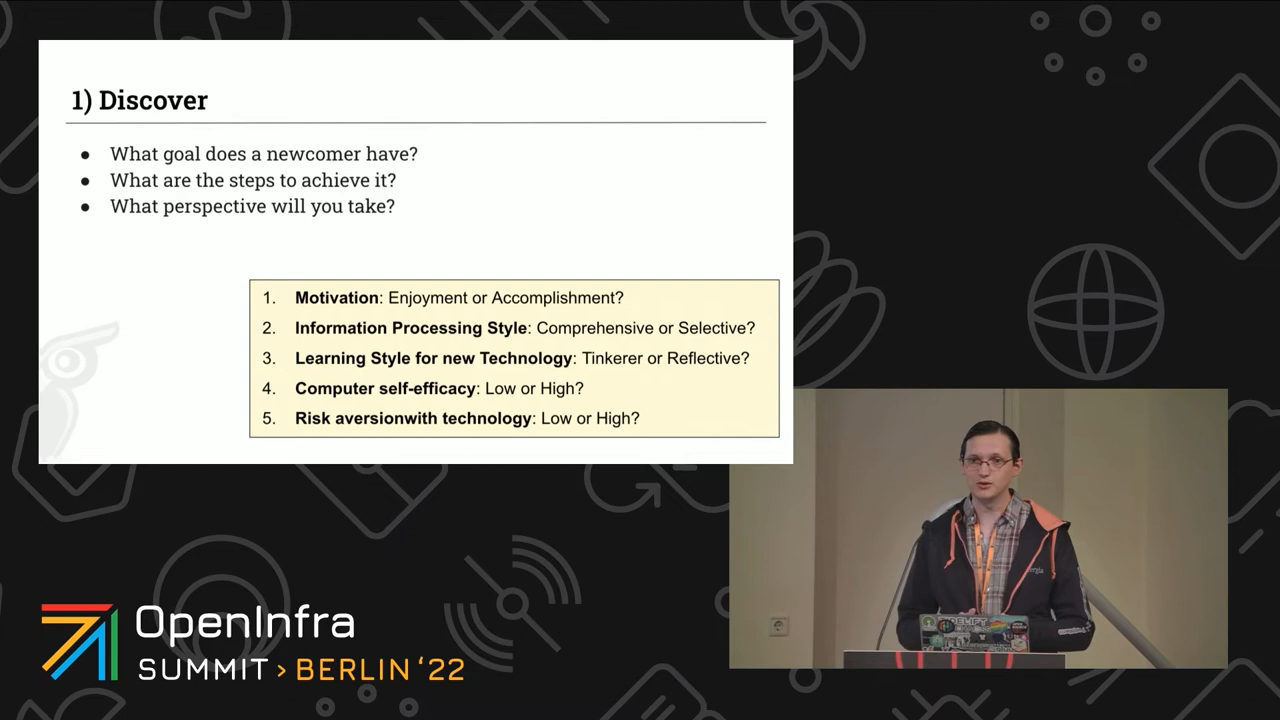 1) Discover
● What goal does a newcomer have?
● What are the steps to achieve it?
● What perspective will you take?
1. Motivation: Enjoyment or Accomplishment?
2. Information Processing Style: Comprehensive or Selective?
3. Learning Style for new Technology: Tinkerer or Reflective?
4. Computer self-efficacy: Low or High?
5. Risk aversionwith technology: Low or High?
OpenInfra
SUMMIT > BERLIN ‘22